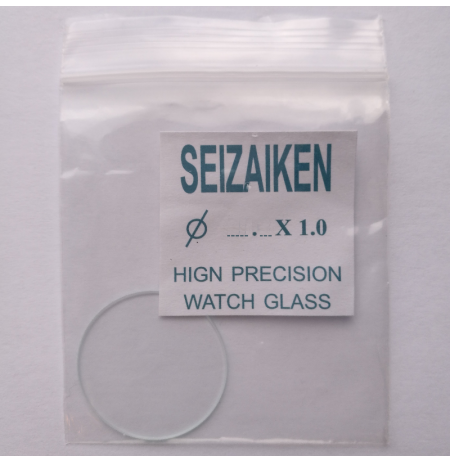 SEIZAIKEN
⌀ ..... . ... X 1.0
HIGN PRECISION
WATCH GLASS